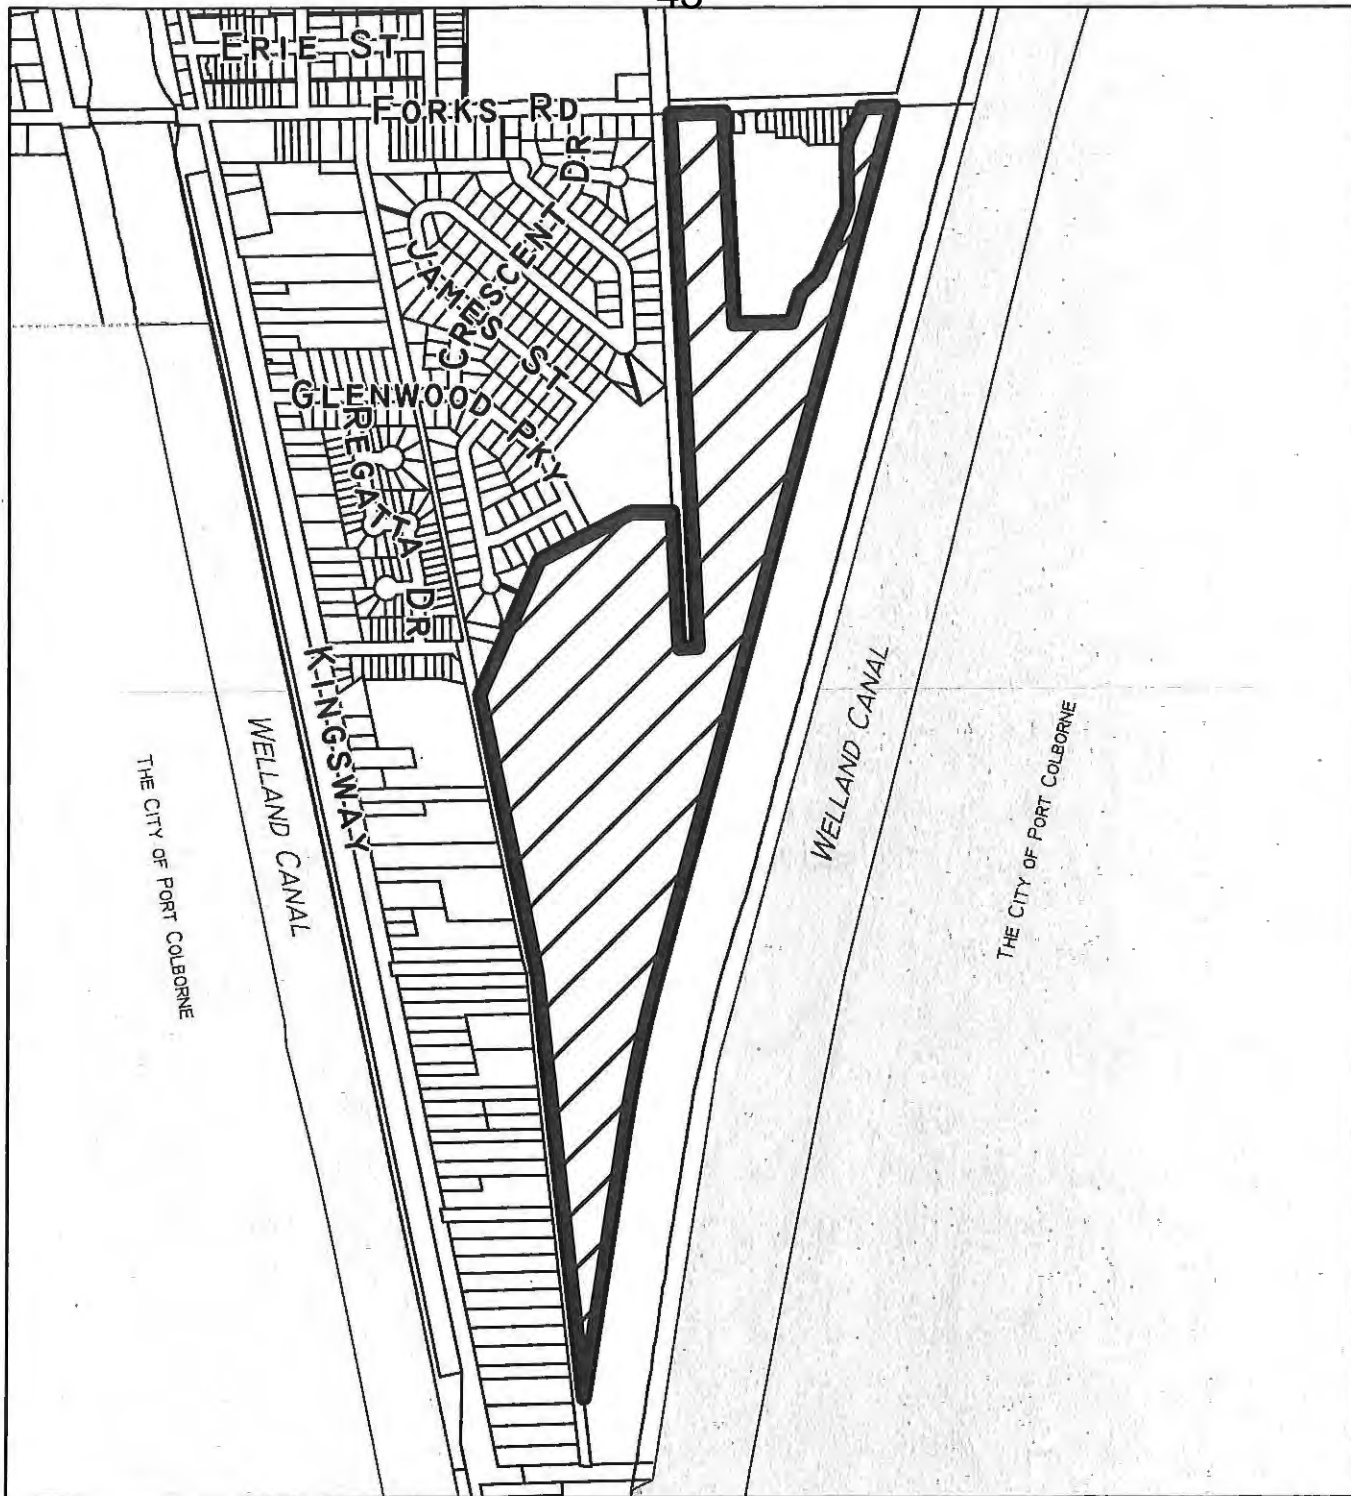 ERIE ST
FORKS RD
CRESCENT DR
JAMES ST
GLENWOOD PKY
REGATTA DR
KINGSWAY
WELLAND CANAL
WELLAND CANAL
THE CITY OF PORT COLBORNE
THE CITY OF PORT COLBORNE